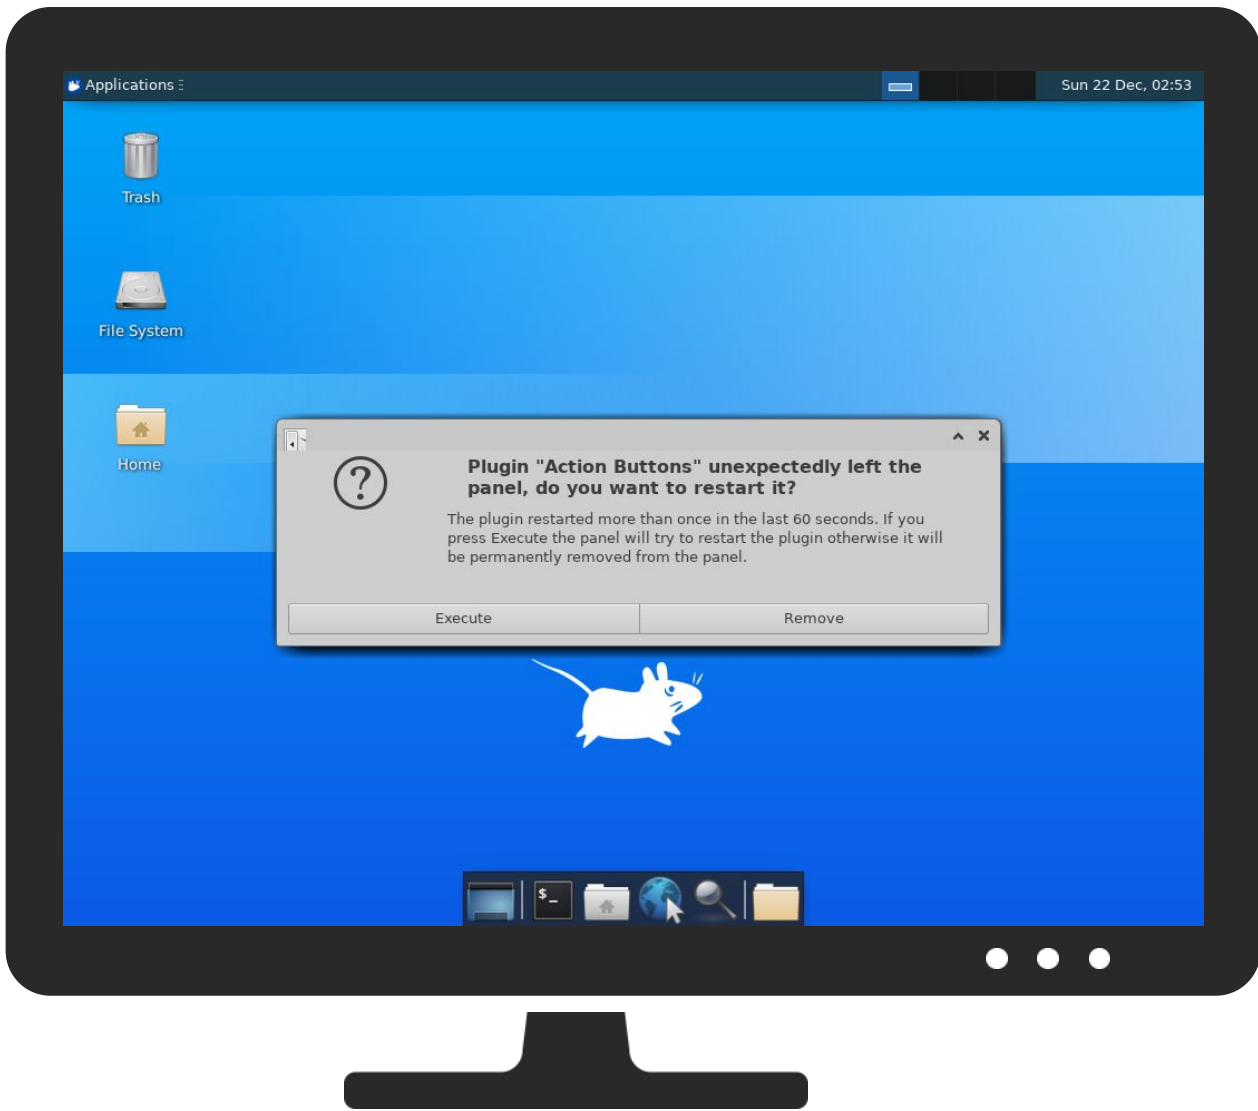 Applications
Sun 22 Dec, 02:53
Trash
File System
Home
Plugin "Action Buttons" unexpectedly left the
panel, do you want to restart it?
The plugin restarted more than once in the last 60 seconds. If you
press Execute the panel will try to restart the plugin otherwise it will
be permanently removed from the panel.
Execute
Remove
$_